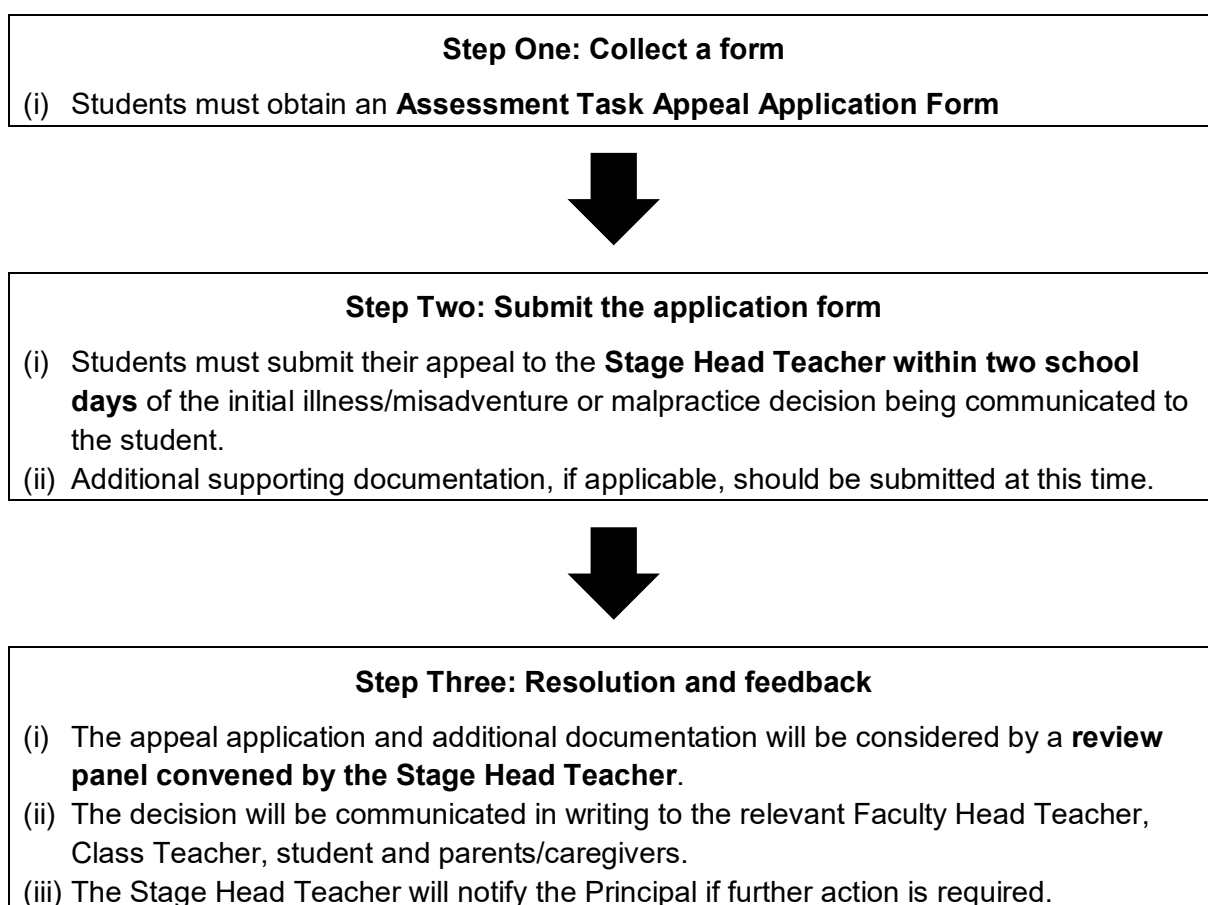 Step One: Collect a form
(i) Students must obtain an Assessment Task Appeal Application Form
Step Two: Submit the application form
(i) Students must submit their appeal to the Stage Head Teacher within two school
days of the initial illness/misadventure or malpractice decision being communicated to
the student.
(ii) Additional supporting documentation, if applicable, should be submitted at this time.
Step Three: Resolution and feedback
(i) The appeal application and additional documentation will be considered by a review
panel convened by the Stage Head Teacher.
(ii) The decision will be communicated in writing to the relevant Faculty Head Teacher,
Class Teacher, student and parents/caregivers.
(iii) The Stage Head Teacher will notify the Principal if further action is required.